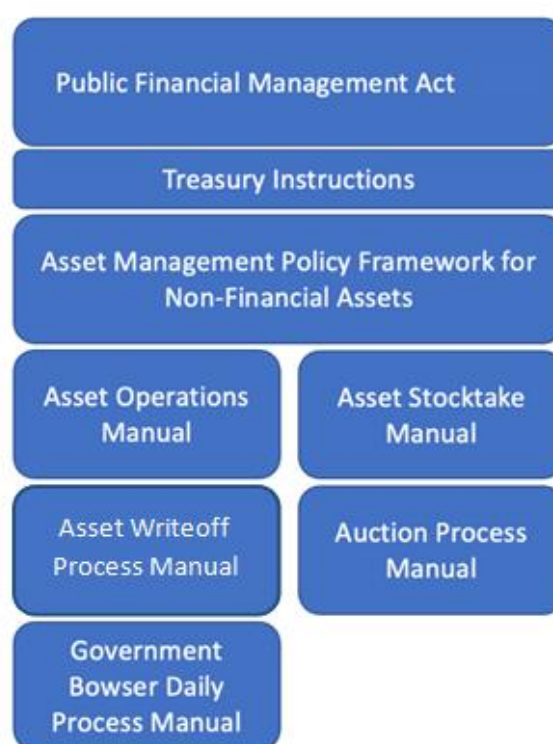 Public Financial Management Act
Treasury Instructions
Asset Management Policy Framework for
Non-Financial Assets
Asset Operations
Manual
Asset Stocktake
Manual
Asset Writeoff
Process Manual
Auction Process
Manual
Government
Bowser Daily
Process Manual